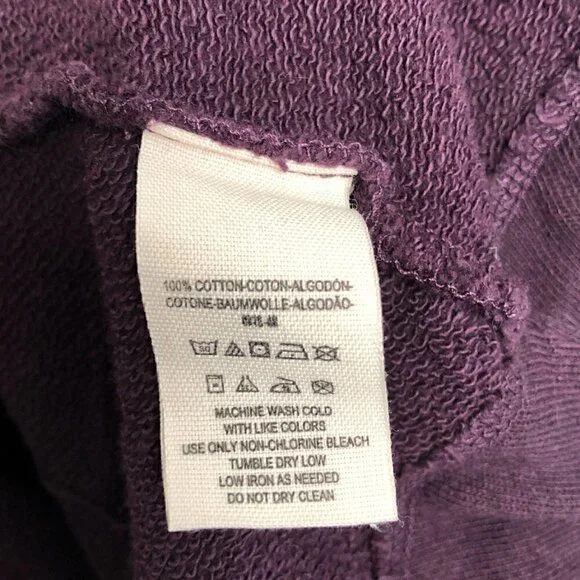 100% COTTON-COTON-ALGODÓN-
COTONE-BAUMWOLLE-ALGODÃO-
MACHINE WASH COLD
WITH LIKE COLORS
USE ONLY NON-CHLORINE BLEACH
TUMBLE DRY LOW
LOW IRON AS NEEDED
DO NOT DRY CLEAN